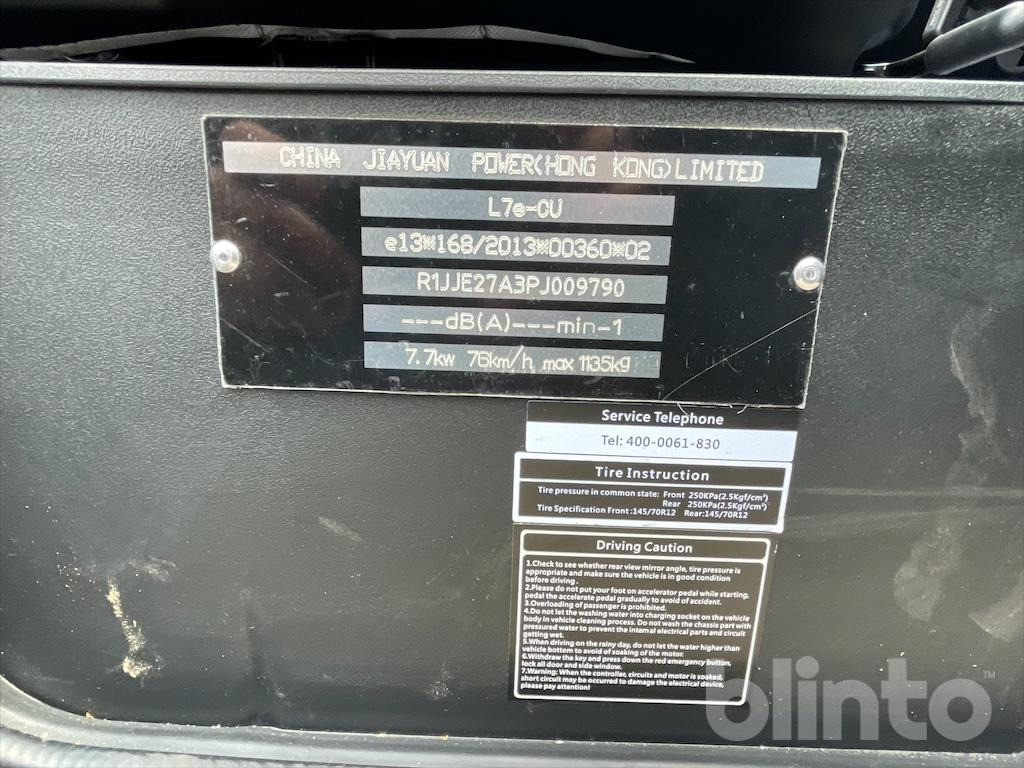 CHINA JIAYUAN POWER(HONG KONG)LIMITED
L7e-CU
e13*168/2013*00360*02
R1JJE27A3PJ009790
---dB(A)---min-1
7.7kw 76km/h max 1135kg
Service Telephone
Tel: 400-0061-830
Tire Instruction
Tire pressure in common state: Front 250KPa(2.5Kgf/cm²)
Rear 250KPa(2.5Kgf/cm²)
Tire Specification Front :145/70R12 Rear:145/70R12
Driving Caution
1.Check to see whether rear view mirror angle, tire pressure is
appropriate and make sure the vehicle is in good condition
before driving .
2.Please do not put your foot on accelerator pedal while starting,
pedal the accelerate pedal gradually to avoid of accident.
3.Overloading of passenger is prohibited.
4.Do not let the washing water into charging socket on the vehicle
body in vehicle cleaning process. Do not wash the chassis part with
pressured water to prevent the internal electrical parts and circuit
getting wet.
5.When driving on the rainy day, do not let the water higher than
vehicle bottom to avoid of soaking of the motor.
6.Withdraw the key and press down the red emergency button,
lock all door and side window.
7.Warning: When the controller, circuits and motor is soaked,
short circuit may be occurred to damage the electrical device,
please pay attention!
olinto™